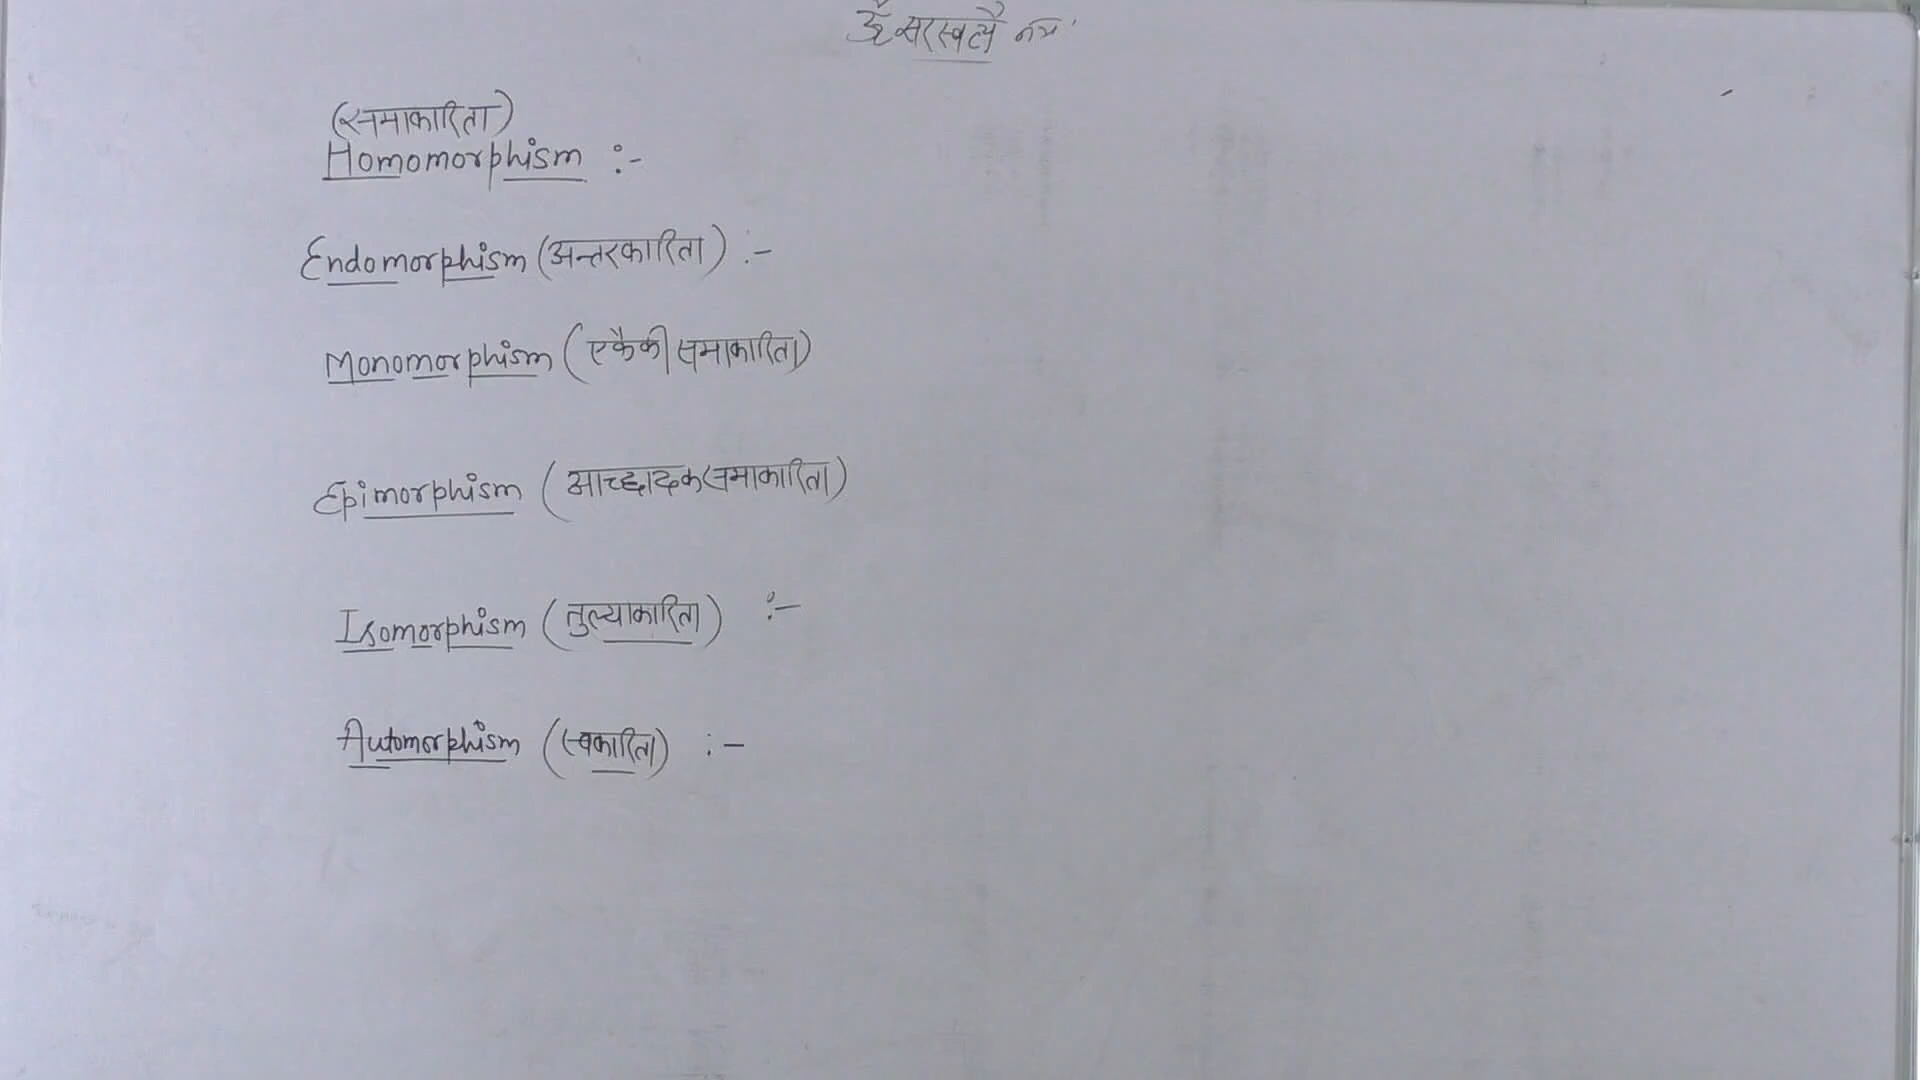 ॐ सरस्वत्यै नमः
(समाकारिता)
Homomorphism :-
Endomorphism (अन्तरकारिता) :-
Monomorphism (एकैकी समाकारिता)
Epimorphism (आच्छादक समाकारिता)
Isomorphism (तुल्याकारिता) :-
Automorphism (स्वकारिता) :-